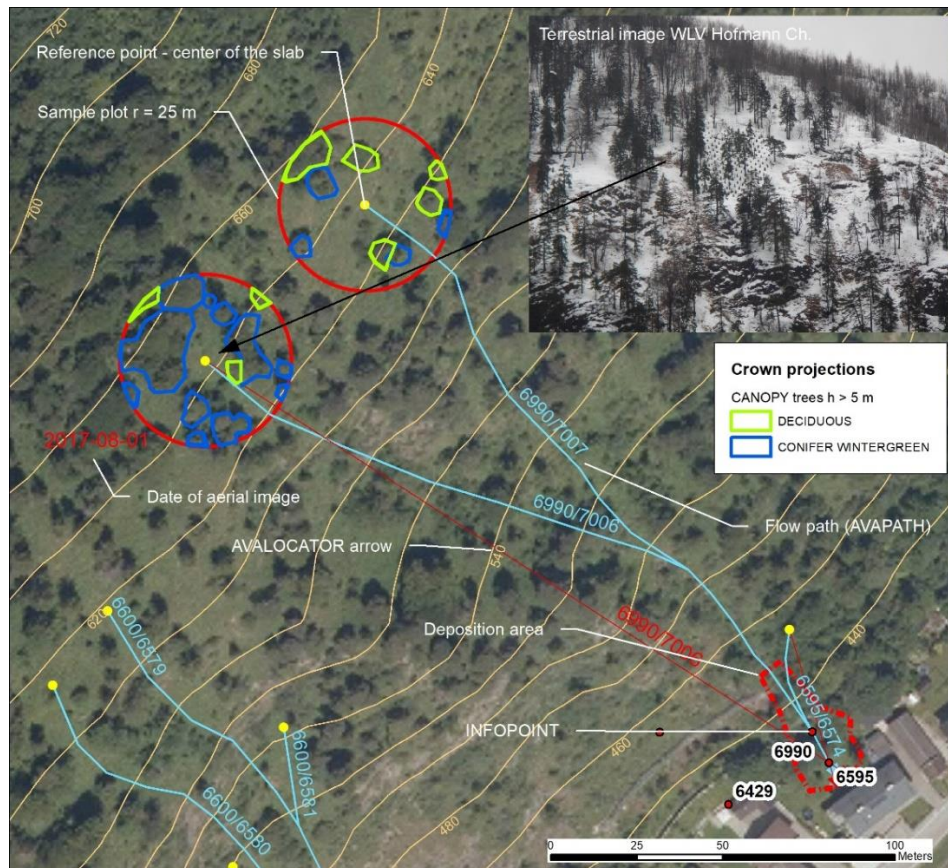 720
Reference point - center of the slab
Terrestrial image WLV Hofmann Ch.
680
640
Sample plot r = 25 m
700
660
Crown projections
CANOPY trees h > 5 m
DECIDUOUS
CONIFER WINTERGREEN
2017-08-01
6990/7007
Date of aerial image
6990/7006
Flow path (AVAPATH)
AVALOCATOR arrow
540
620
6600/6579
6990/7006
Deposition area
440
6595/6574
INFOPOINT
460
6990
6600/6581
6595
6429
6600/6580
480
0 25 50 100
Meters